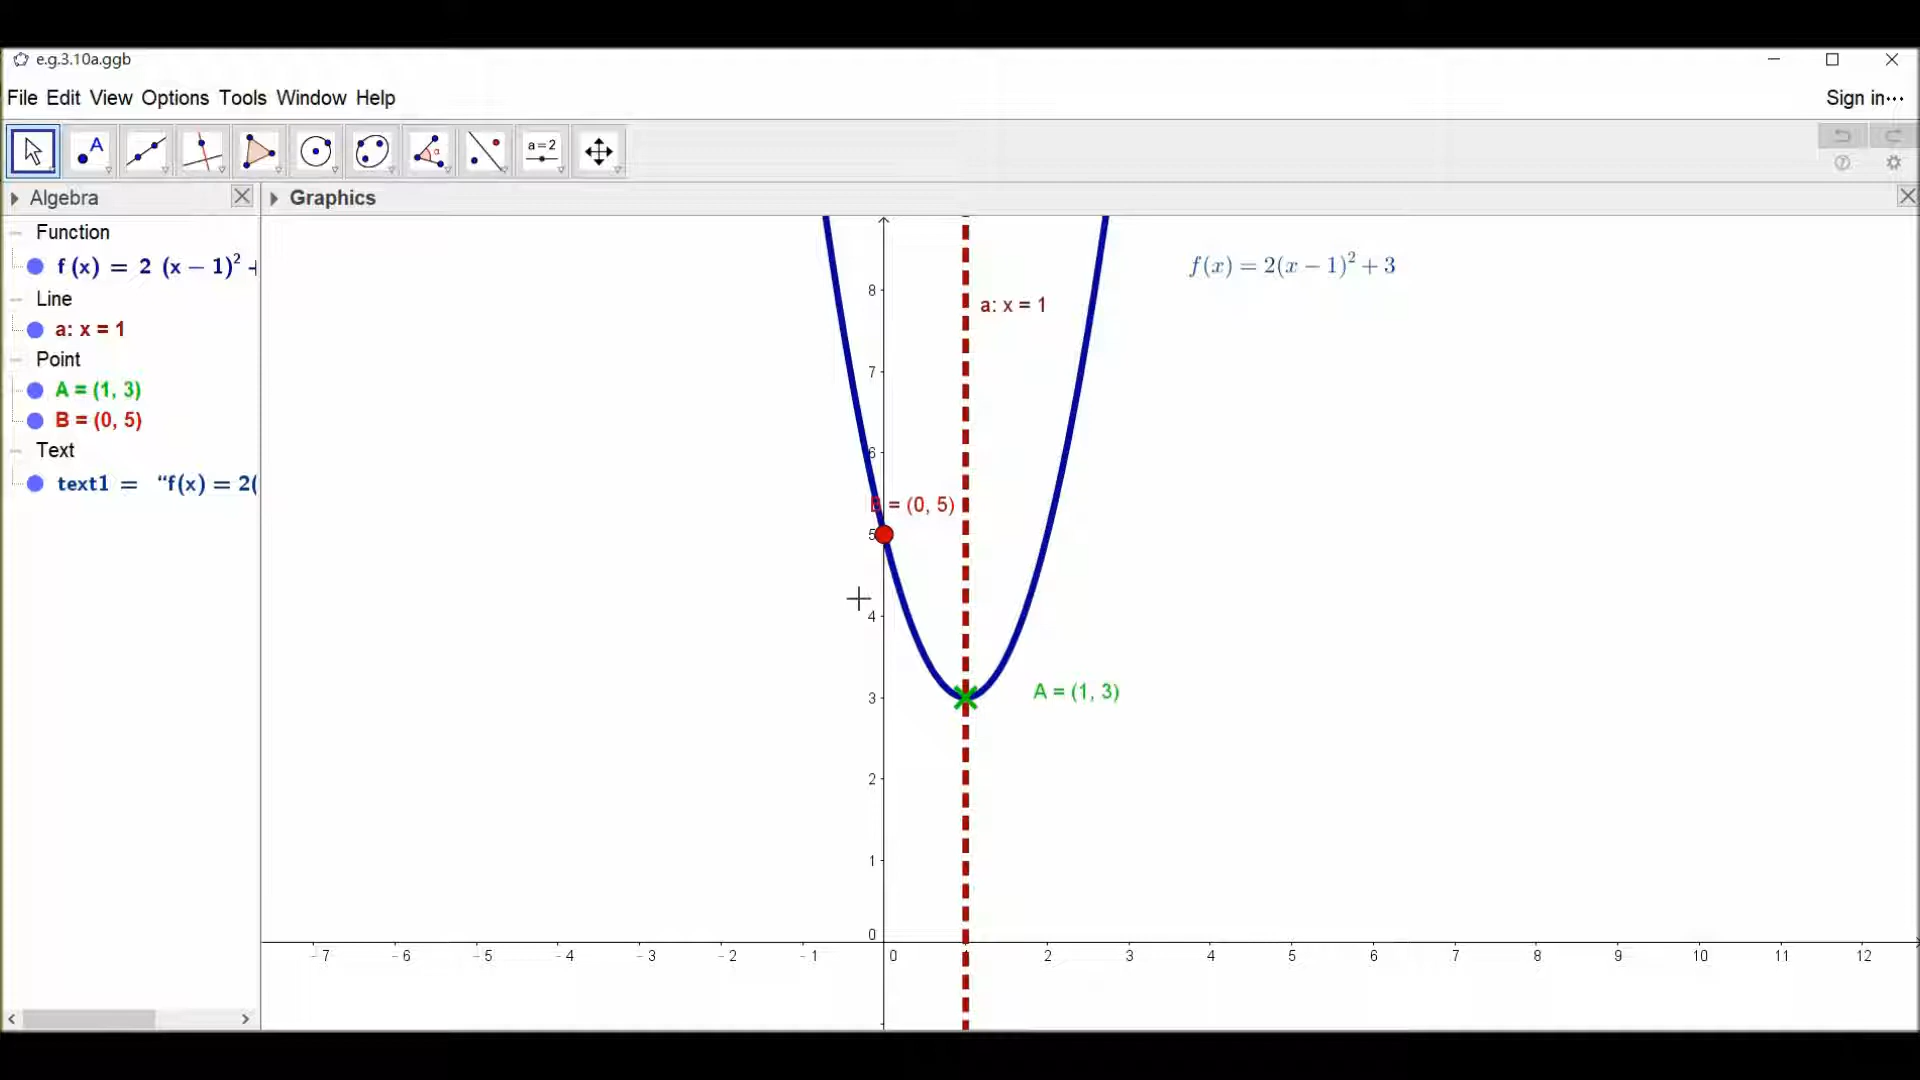 e.g.3.10a.ggb
File Edit View Options Tools Window Help
Sign in...
A
α
a=2
Algebra
Graphics
Function
f(x) = 2 (x − 1)² +
Line
a: x = 1
Point
A = (1, 3)
B = (0, 5)
Text
text1 = “f(x) = 2(
f(x) = 2(x − 1)² + 3
8
a: x = 1
7
6
B = (0, 5)
5
4
A = (1, 3)
3
2
1
0
-7 -6 -5 -4 -3 -2 -1 0 2 3 4 5 6 7 8 9 10 11 12